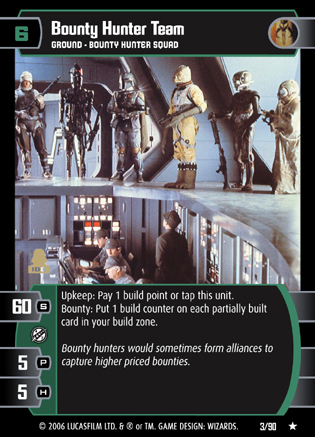 6
Bounty Hunter Team
GROUND - BOUNTY HUNTER SQUAD
60 S
Upkeep: Pay 1 build point or tap this unit.
Bounty: Put 1 build counter on each partially built
card in your build zone.
5 P
Bounty hunters would sometimes form alliances to
capture higher priced bounties.
5 H
© 2006 LUCASFILM LTD. & ® or TM. GAME DESIGN: WIZARDS.
3/90